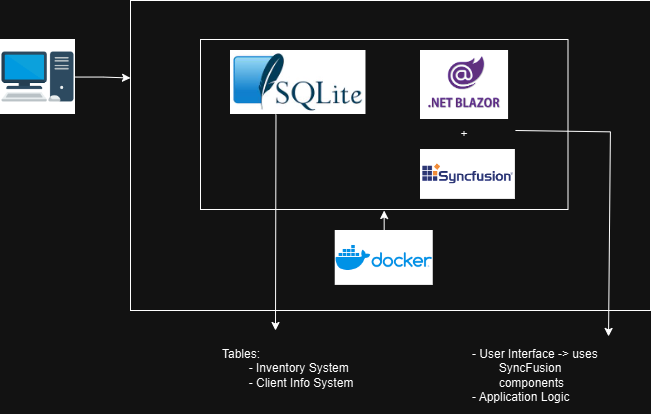 SQLite
.NET BLAZOR
+
Syncfusion
docker
Tables:
- Inventory System
- Client Info System
- User Interface -> uses
SyncFusion
components
- Application Logic